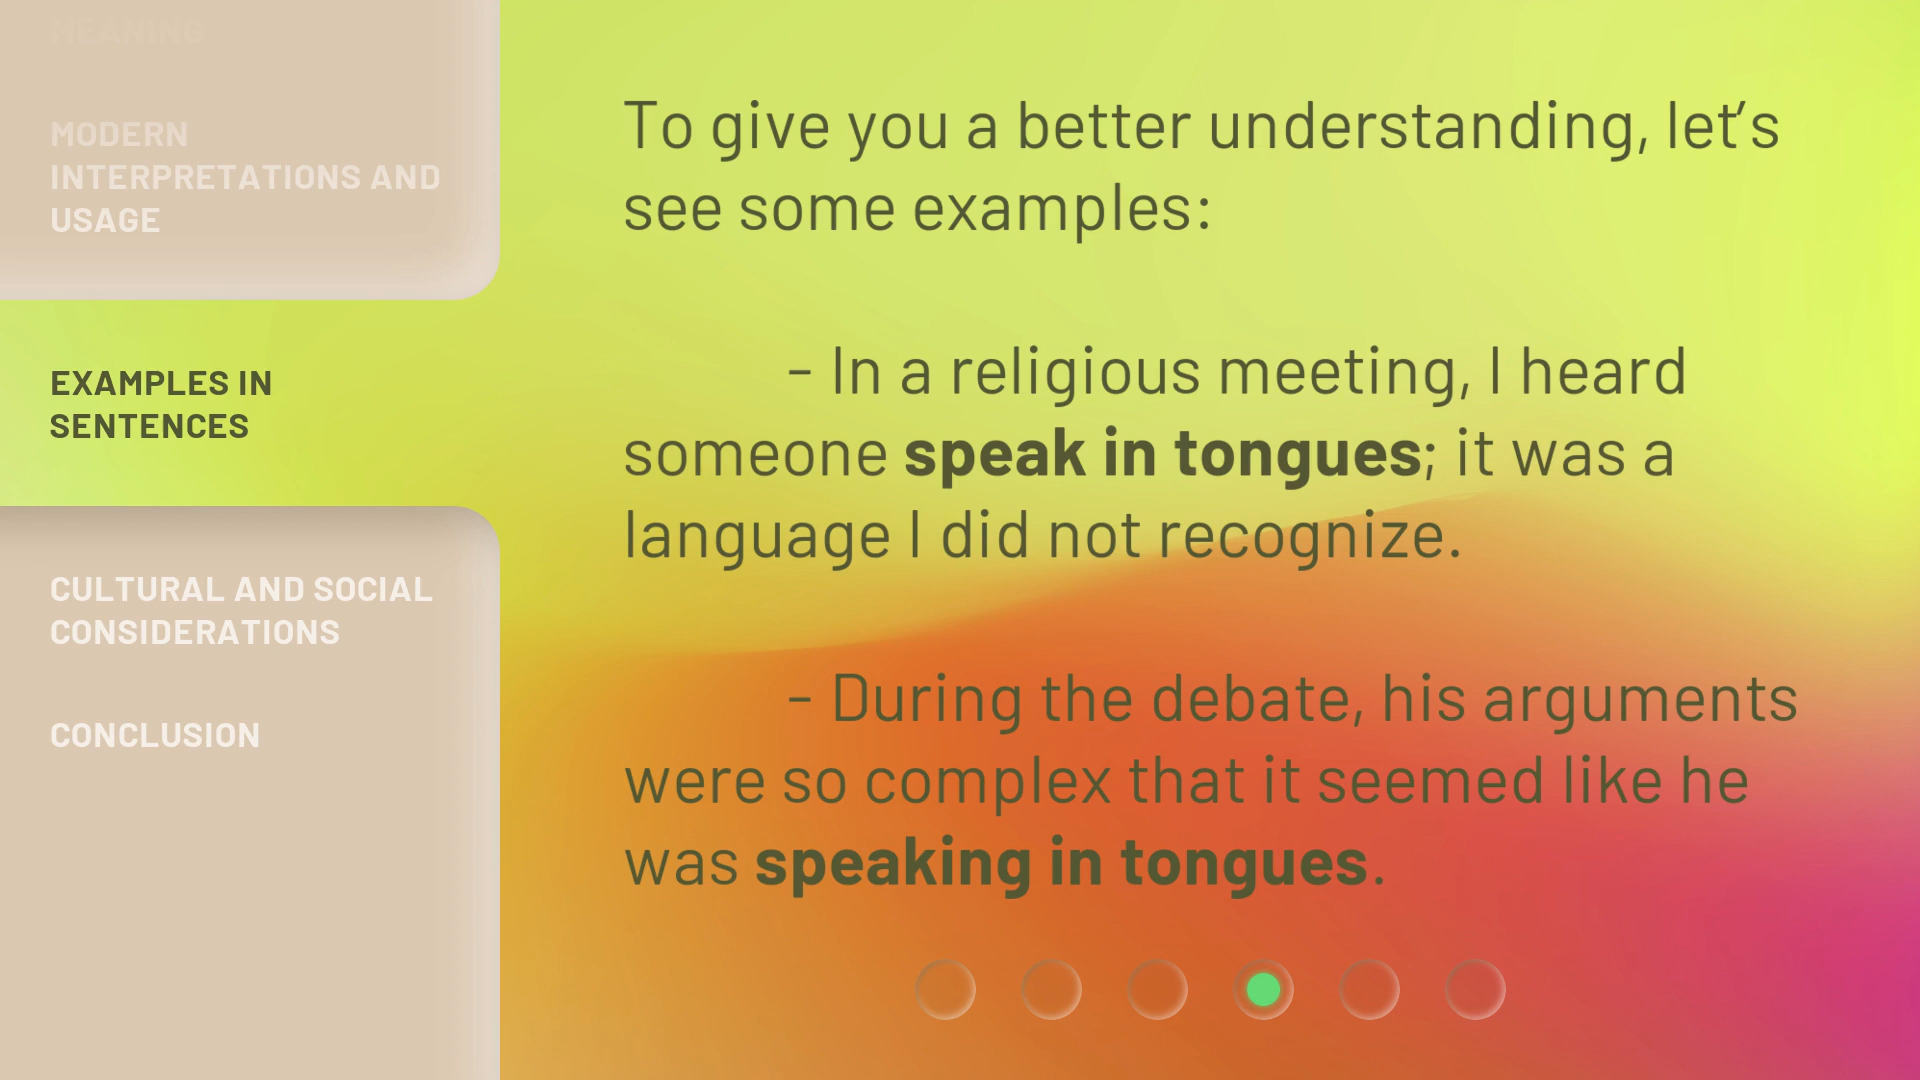 MEANING
MODERN
INTERPRETATIONS AND
USAGE
EXAMPLES IN
SENTENCES
CULTURAL AND SOCIAL
CONSIDERATIONS
CONCLUSION
To give you a better understanding, let’s
see some examples:
- In a religious meeting, I heard
someone speak in tongues; it was a
language I did not recognize.
- During the debate, his arguments
were so complex that it seemed like he
was speaking in tongues.